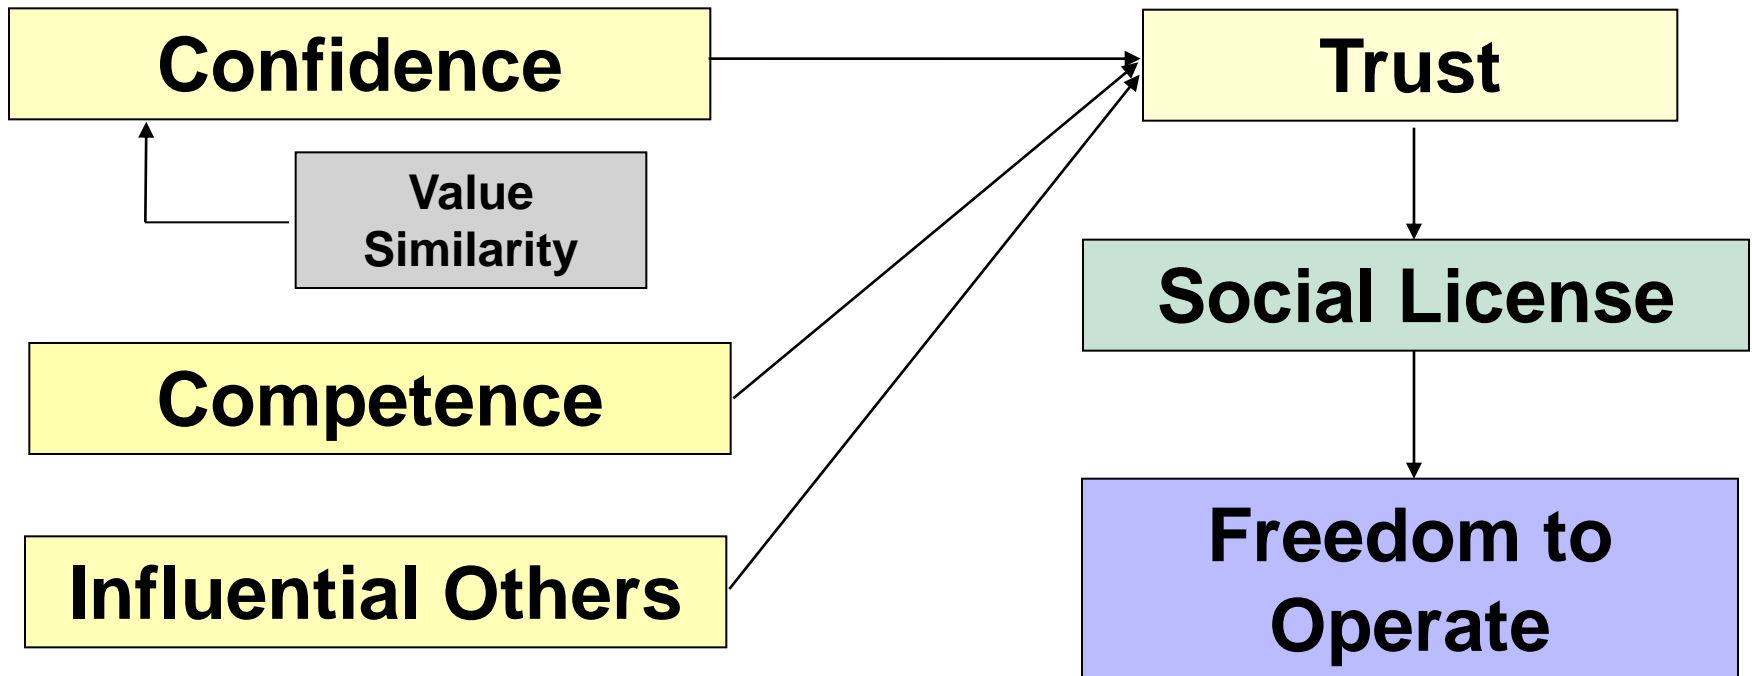 Confidence
Trust
Value
Similarity
Social License
Competence
Freedom to
Operate
Influential Others